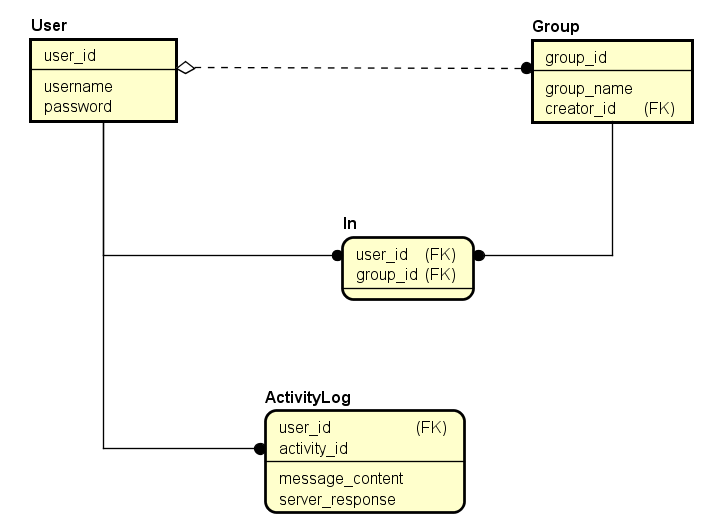 User
user_id
username
password
Group
group_id
group_name
creator_id (FK)
In
user_id (FK)
group_id (FK)
ActivityLog
user_id (FK)
activity_id
message_content
server_response